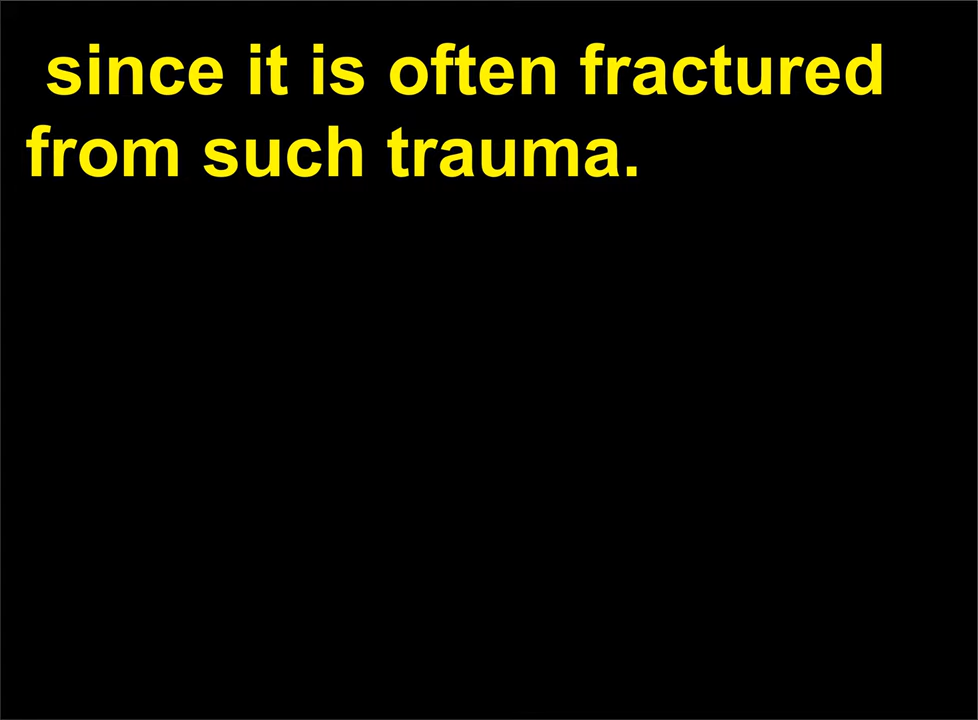 since it is often fractured
from such trauma.